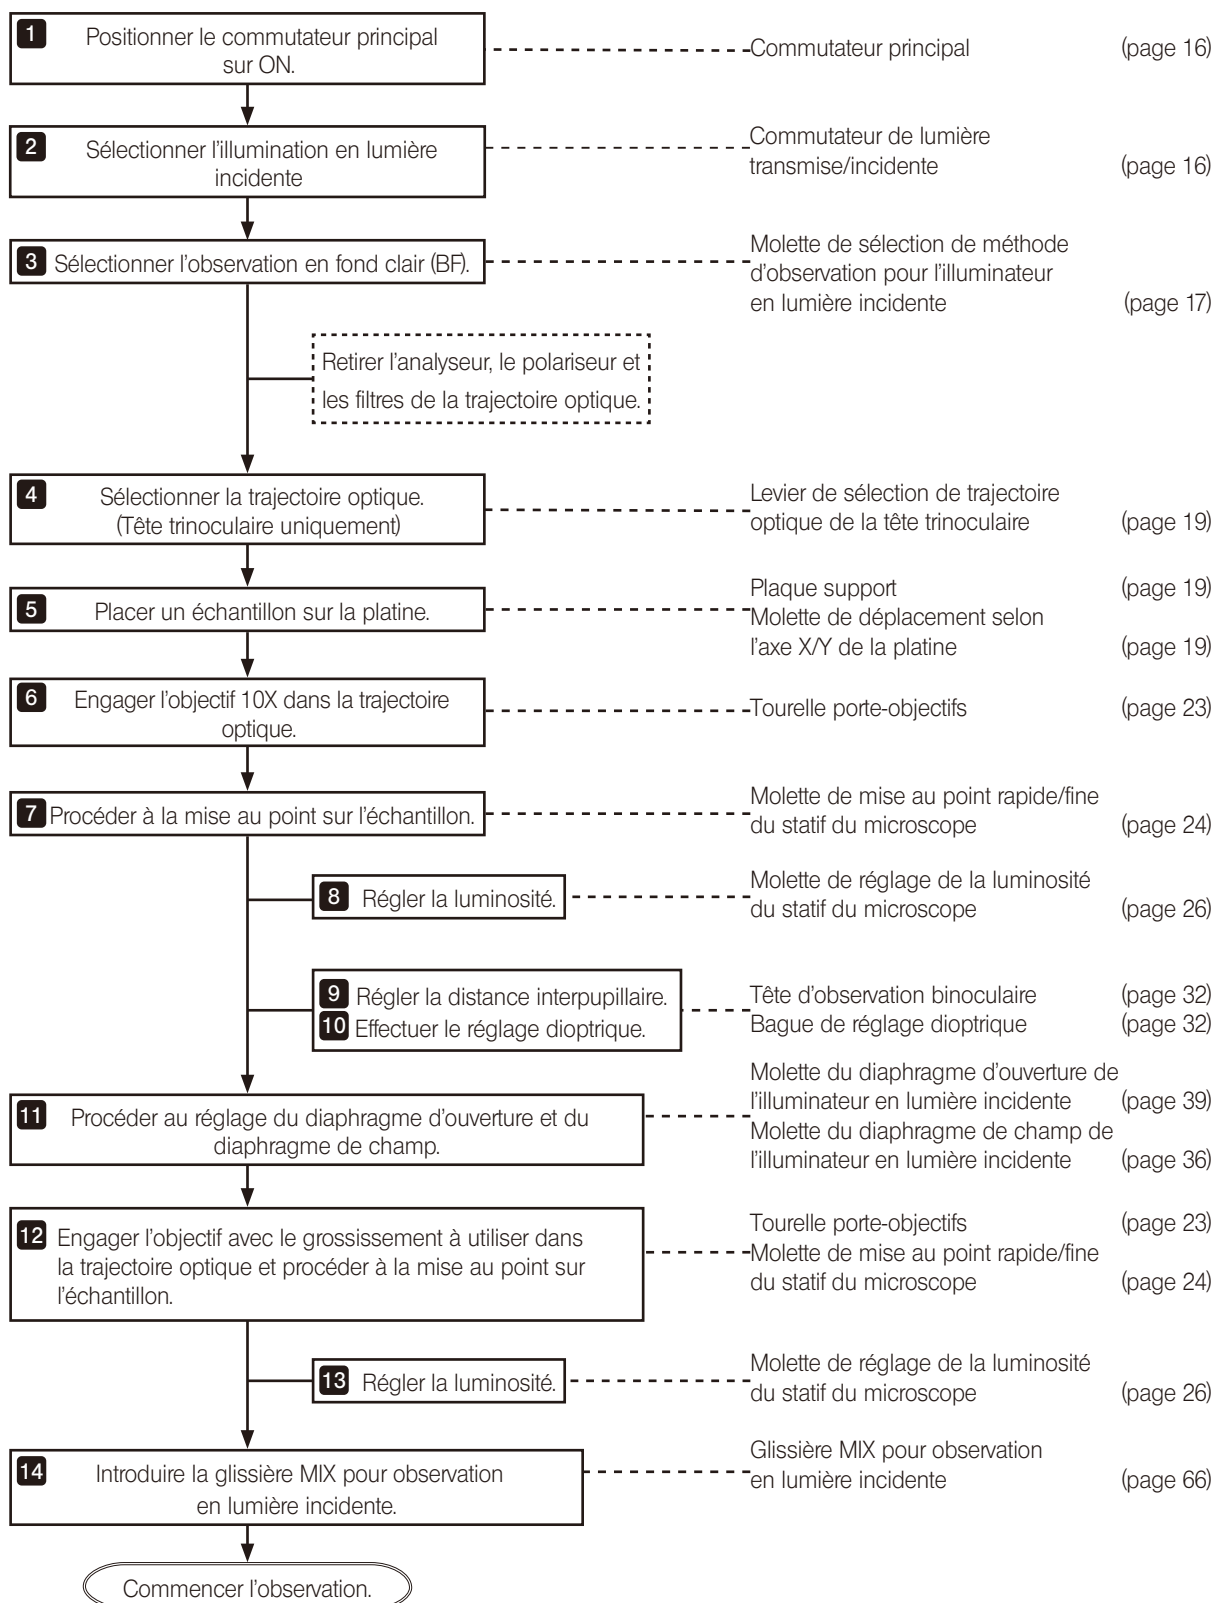 1 Positionner le commutateur principal
sur ON.
Commutateur principal (page 16)
2 Sélectionner l'illumination en lumière
incidente
Commutateur de lumière
transmise/incidente (page 16)
3 Sélectionner l'observation en fond clair (BF).
Molette de sélection de méthode
d'observation pour l'illuminateur
en lumière incidente (page 17)
Retirer l'analyseur, le polariseur et
les filtres de la trajectoire optique.
4 Sélectionner la trajectoire optique.
(Tête trinoculaire uniquement)
Levier de sélection de trajectoire
optique de la tête trinoculaire (page 19)
5 Placer un échantillon sur la platine.
Plaque support (page 19)
Molette de déplacement selon
l'axe X/Y de la platine (page 19)
6 Engager l'objectif 10X dans la trajectoire
optique.
Tourelle porte-objectifs (page 23)
7 Procéder à la mise au point sur l'échantillon.
Molette de mise au point rapide/fine
du statif du microscope (page 24)
8 Régler la luminosité.
Molette de réglage de la luminosité
du statif du microscope (page 26)
9 Régler la distance interpupillaire.
10 Effectuer le réglage dioptrique.
Tête d'observation binoculaire (page 32)
Bague de réglage dioptrique (page 32)
11 Procéder au réglage du diaphragme d'ouverture et du
diaphragme de champ.
Molette du diaphragme d'ouverture de
l'illuminateur en lumière incidente (page 39)
Molette du diaphragme de champ de
l'illuminateur en lumière incidente (page 36)
12 Engager l'objectif avec le grossissement à utiliser dans
la trajectoire optique et procéder à la mise au point sur
l'échantillon.
Tourelle porte-objectifs (page 23)
Molette de mise au point rapide/fine
du statif du microscope (page 24)
13 Régler la luminosité.
Molette de réglage de la luminosité
du statif du microscope (page 26)
14 Introduire la glissière MIX pour observation
en lumière incidente.
Glissière MIX pour observation
en lumière incidente (page 66)
Commencer l'observation.